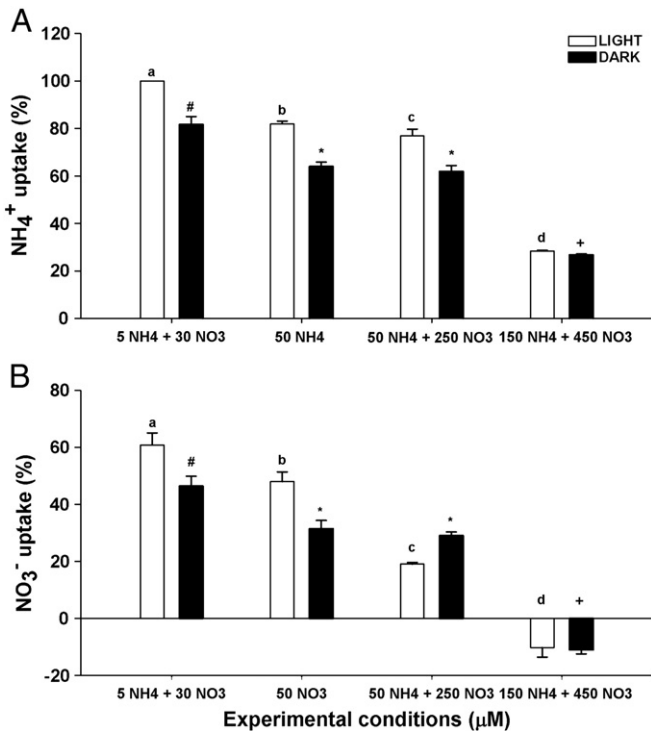 A
LIGHT
DARK
NH4+ uptake (%)
120
100
80
60
40
20
0
a
#
b
*
c
*
d
+
5 NH4 + 30 NO3
50 NH4
50 NH4 + 250 NO3
150 NH4 + 450 NO3
B
NO3- uptake (%)
80
60
40
20
0
-20
a
#
b
*
c
*
d
+
5 NH4 + 30 NO3
50 NO3
50 NH4 + 250 NO3
150 NH4 + 450 NO3
Experimental conditions (µM)